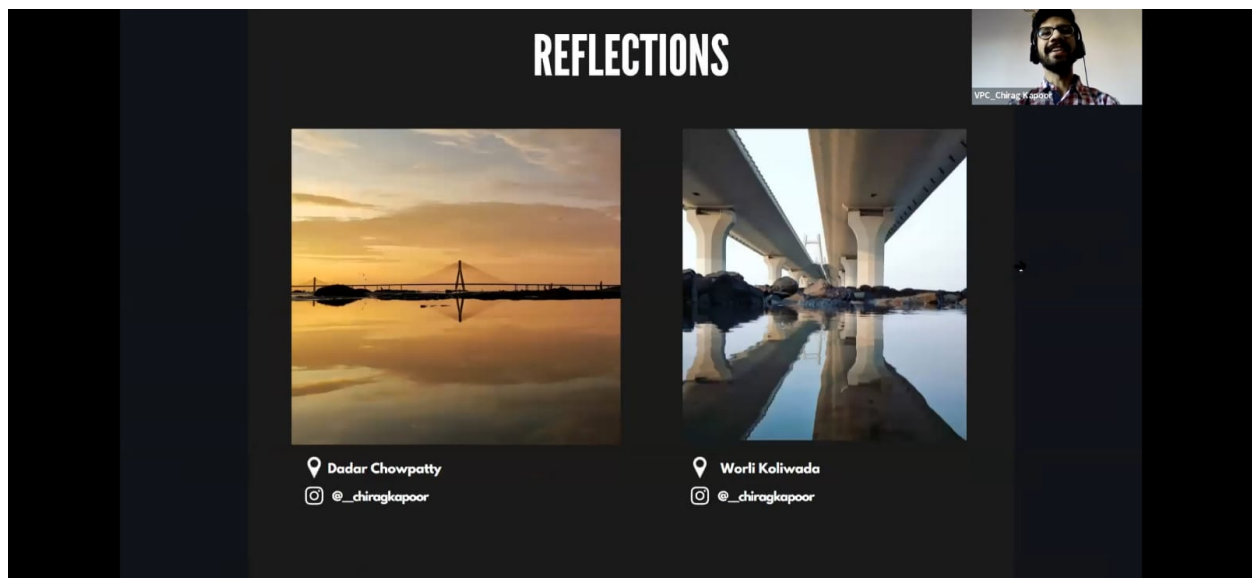 REFLECTIONS
VPC_Chirag Kapoor
Dadar Chowpatty
@_chiragkapoor
Worli Koliwada
@_chiragkapoor